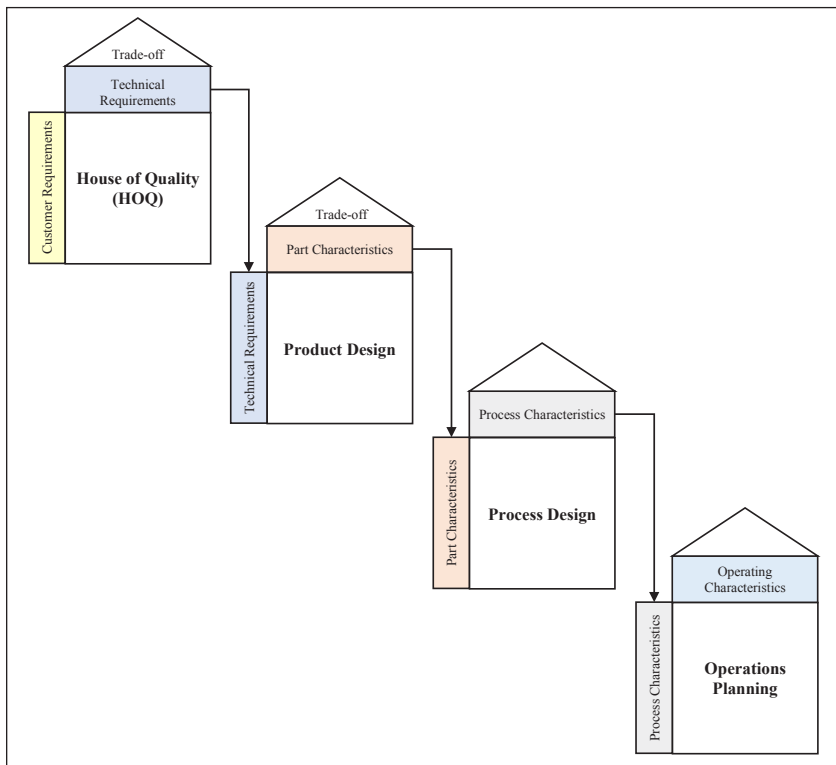 Trade-off
Technical
Requirements
Customer Requirements
House of Quality
(HOQ)
Trade-off
Part Characteristics
Technical Requirements
Product Design
Process Characteristics
Part Characteristics
Process Design
Operating
Characteristics
Process Characteristics
Operations
Planning